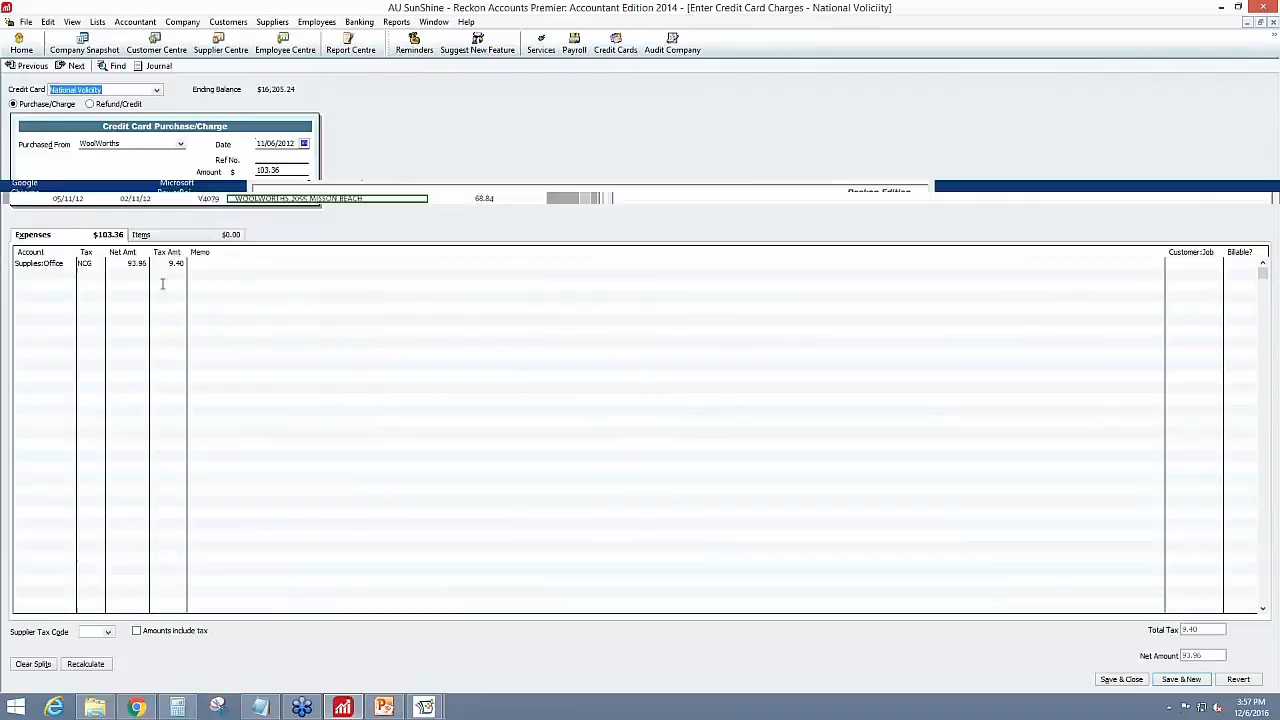 AU SunShine - Reckon Accounts Premier: Accountant Edition 2014 - [Enter Credit Card Charges - National Volicity]
File Edit View Lists Accountant Company Customers Suppliers Employees Banking Reports Window Help
Home Company Snapshot Customer Centre Supplier Centre Employee Centre Report Centre Reminders Suggest New Feature Services Payroll Credit Cards Audit Company
Previous Next Find Journal
Credit Card National Volicity Ending Balance $16,205.24
Purchase/Charge Refund/Credit
Credit Card Purchase/Charge
Purchased From WoolWorths Date 11/06/2012
Ref No.
Amount $ 103.36
Google Microsoft
Reckon Edition
05/11/12 02/11/12 V4079 WOOLWORTHS 2055 MISSON BEACH 68.84
Expenses $103.36 Items $0.00
Account Tax Net Amt Tax Amt Memo Customer:Job Billable?
Supplies:Office NCG 93.96 9.40
Supplier Tax Code Amounts include tax Total Tax 9.40
Net Amount 93.96
Clear Splits Recalculate
Save & Close Save & New Revert
3:57 PM
12/6/2016